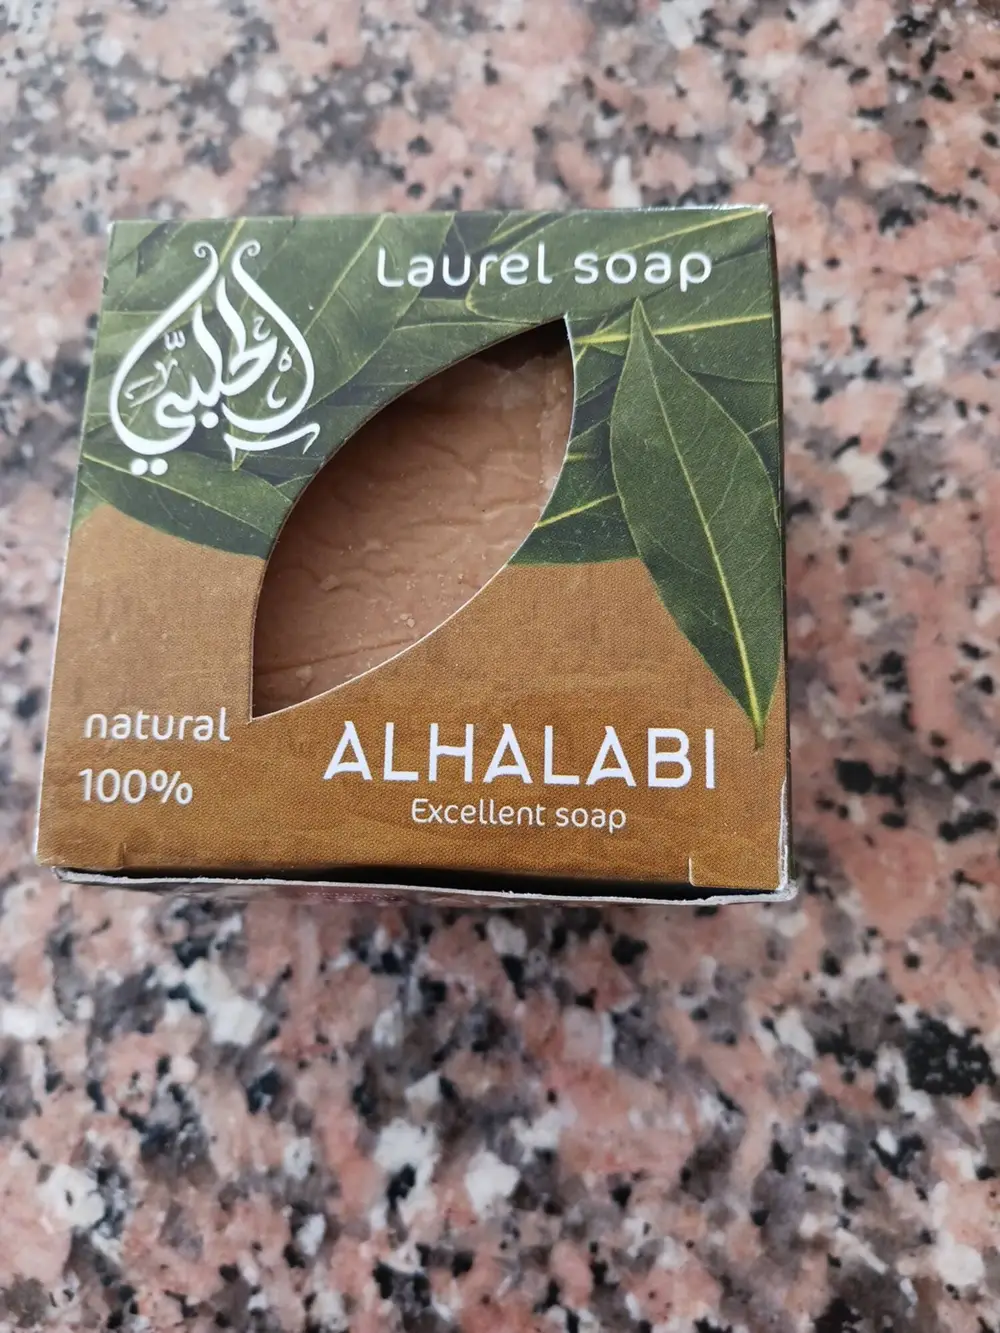 Laurel soap
الحلبي
natural
100%
ALHALABI
Excellent soap